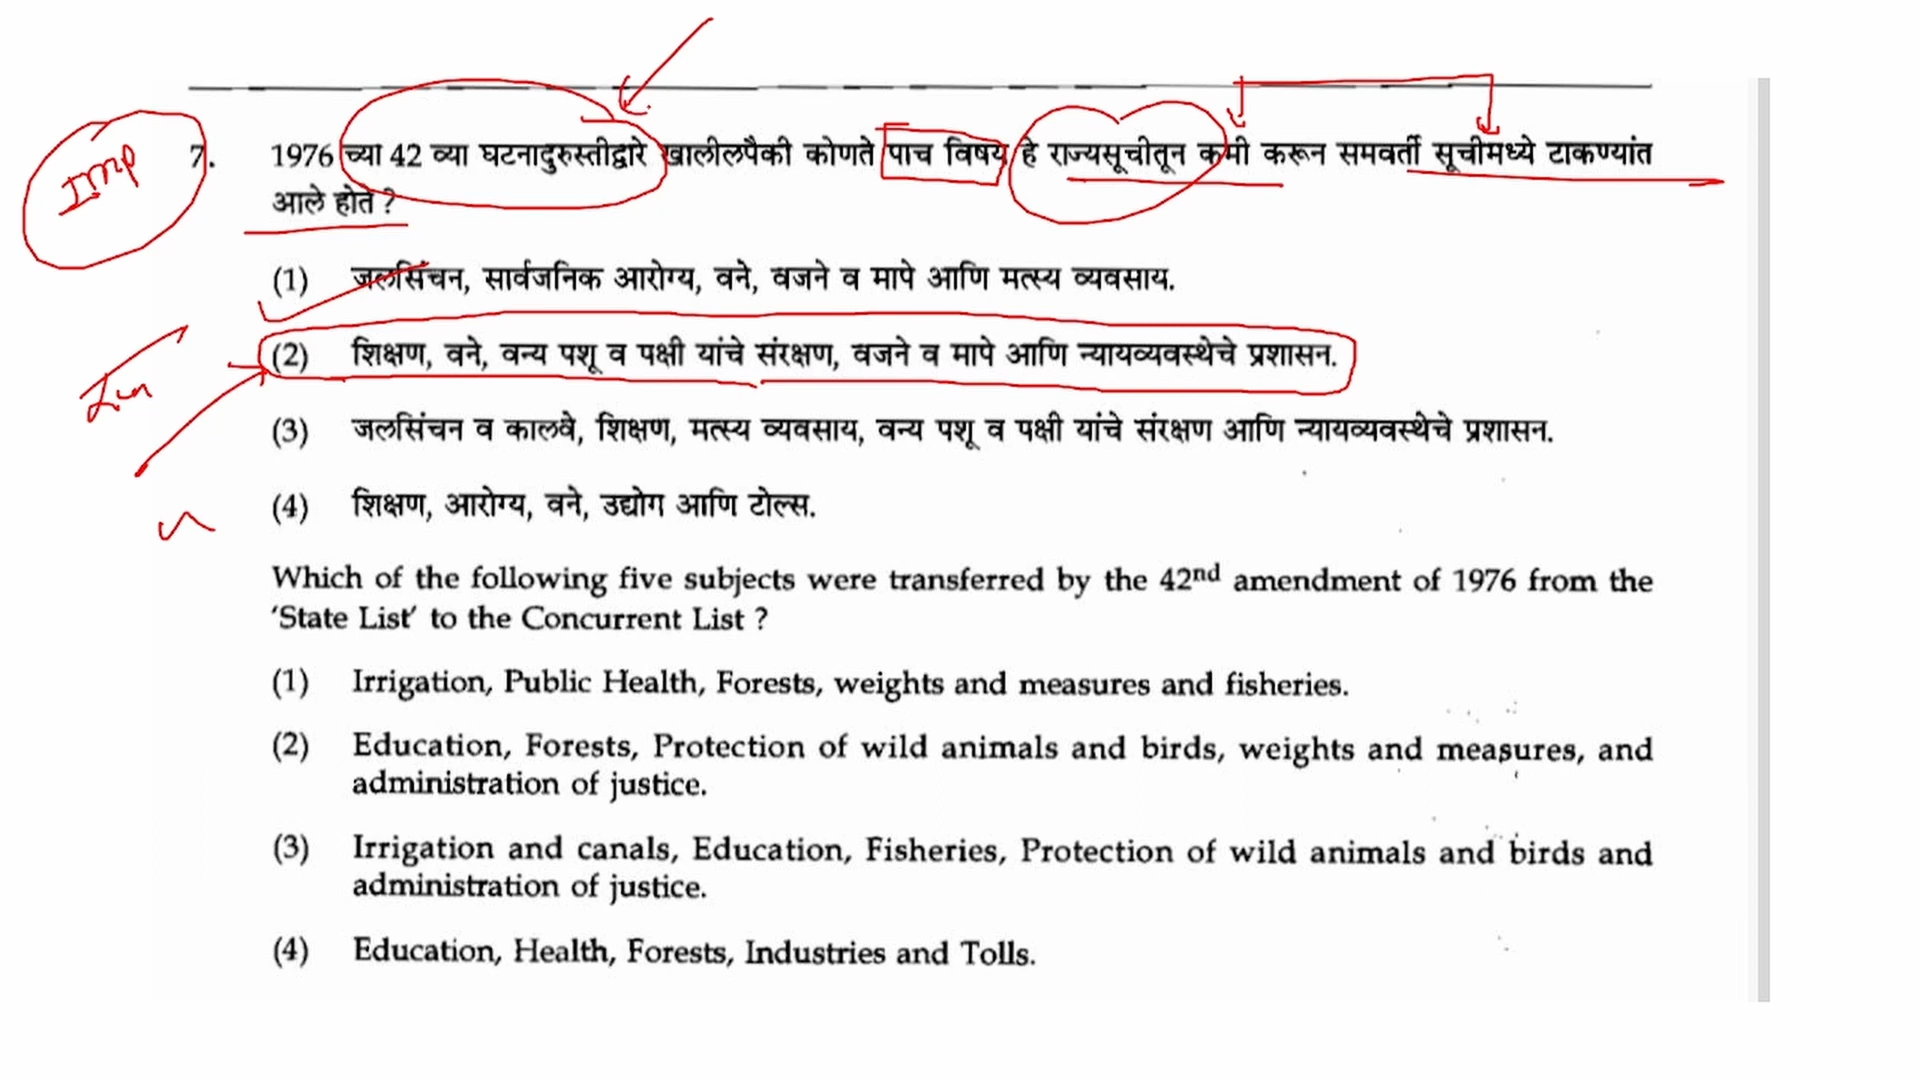 IMP
7. 1976 च्या 42 व्या घटनादुरुस्तीद्वारे खालीलपैकी कोणते पाच विषय हे राज्यसूचीतून कमी करून समवर्ती सूचीमध्ये टाकण्यांत
आले होते ?
(1) जलसिंचन, सार्वजनिक आरोग्य, वने, वजने व मापे आणि मत्स्य व्यवसाय.
(2) शिक्षण, वने, वन्य पशू व पक्षी यांचे संरक्षण, वजने व मापे आणि न्यायव्यवस्थेचे प्रशासन.
(3) जलसिंचन व कालवे, शिक्षण, मत्स्य व्यवसाय, वन्य पशू व पक्षी यांचे संरक्षण आणि न्यायव्यवस्थेचे प्रशासन.
(4) शिक्षण, आरोग्य, वने, उद्योग आणि टोल्स.
Which of the following five subjects were transferred by the 42nd amendment of 1976 from the
'State List' to the Concurrent List ?
(1) Irrigation, Public Health, Forests, weights and measures and fisheries.
(2) Education, Forests, Protection of wild animals and birds, weights and measures, and
administration of justice.
(3) Irrigation and canals, Education, Fisheries, Protection of wild animals and birds and
administration of justice.
(4) Education, Health, Forests, Industries and Tolls.